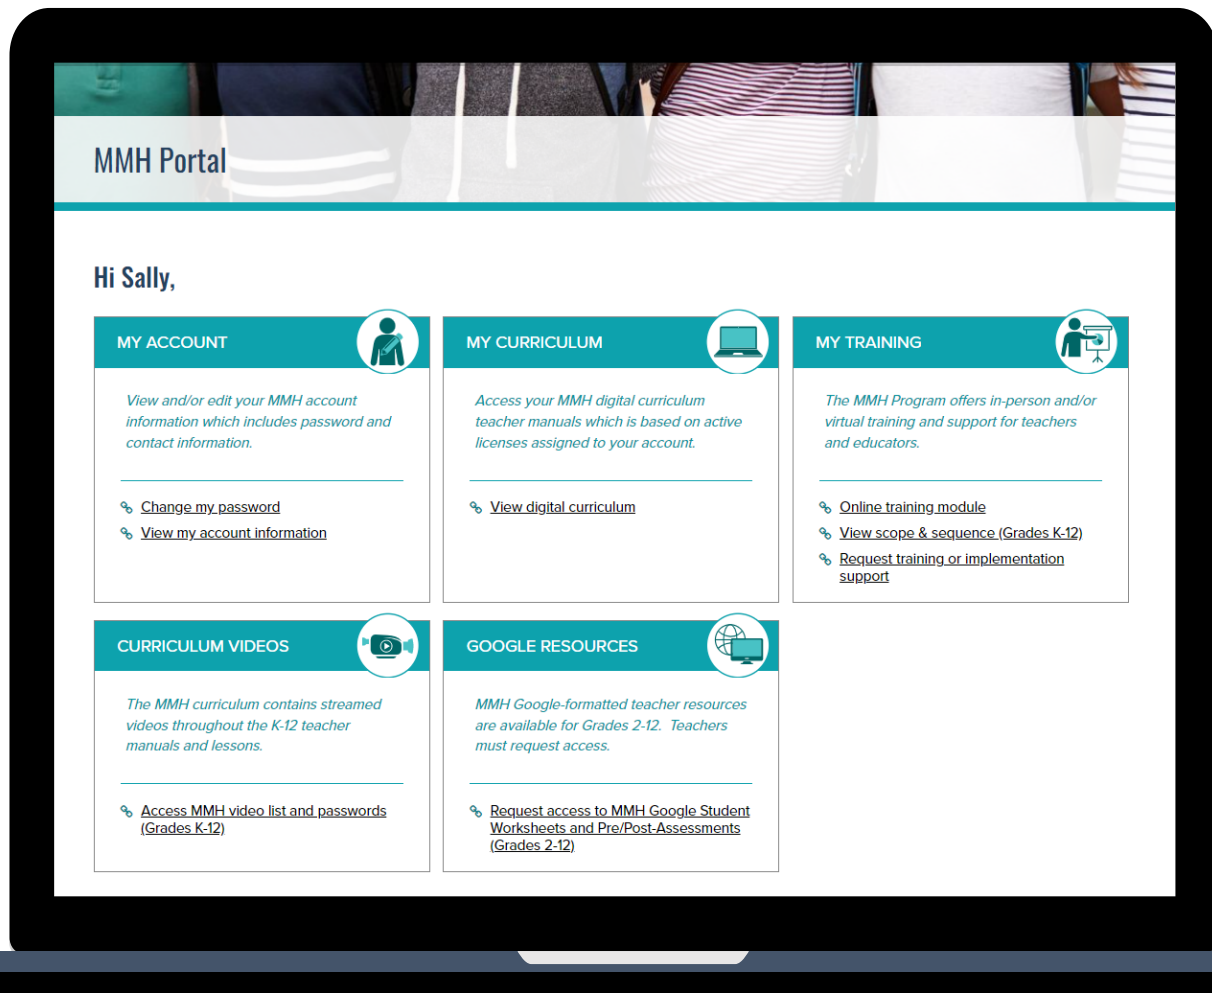 MMH Portal
Hi Sally,
MY ACCOUNT
View and/or edit your MMH account
information which includes password and
contact information.
Change my password
View my account information
MY CURRICULUM
Access your MMH digital curriculum
teacher manuals which is based on active
licenses assigned to your account.
View digital curriculum
MY TRAINING
The MMH Program offers in-person and/or
virtual training and support for teachers
and educators.
Online training module
View scope & sequence (Grades K-12)
Request training or implementation
support
CURRICULUM VIDEOS
The MMH curriculum contains streamed
videos throughout the K-12 teacher
manuals and lessons.
Access MMH video list and passwords
(Grades K-12)
GOOGLE RESOURCES
MMH Google-formatted teacher resources
are available for Grades 2-12. Teachers
must request access.
Request access to MMH Google Student
Worksheets and Pre/Post-Assessments
(Grades 2-12)